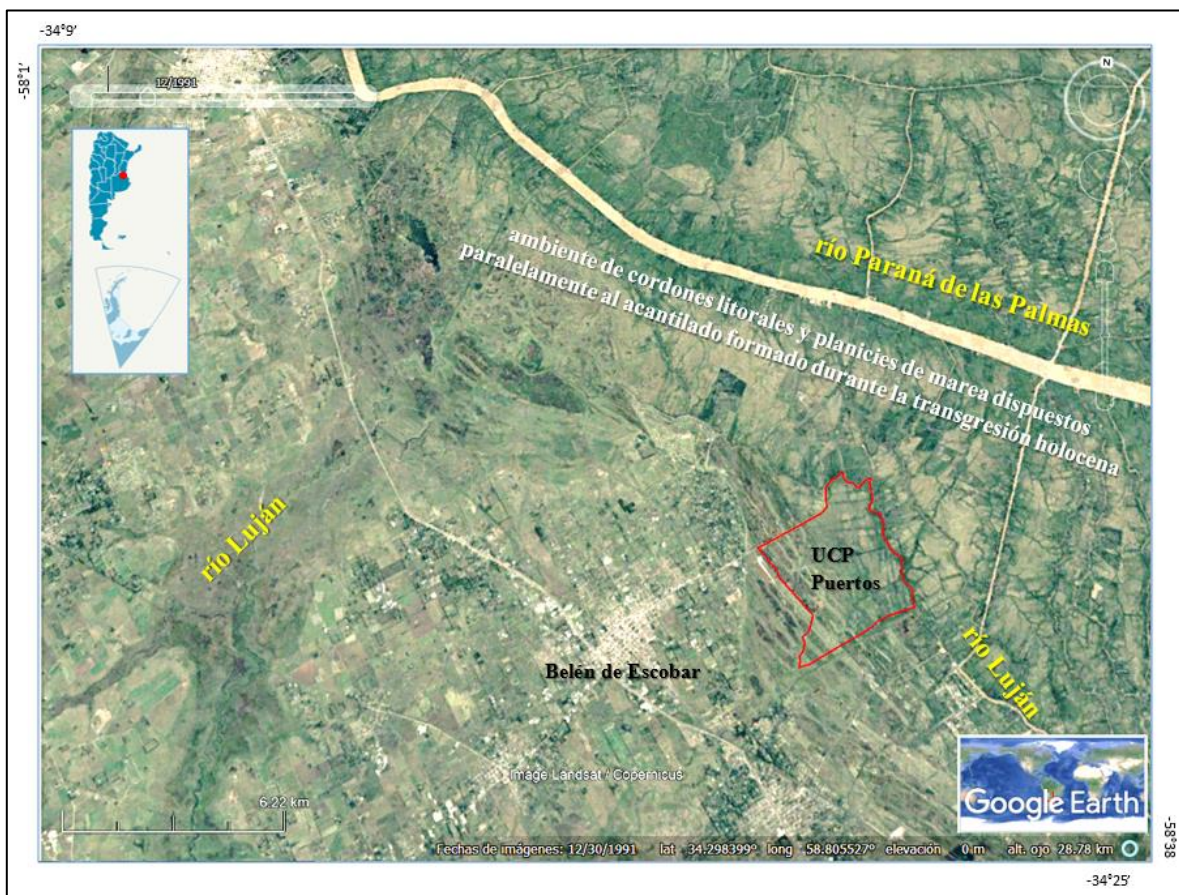 -34°9'
-58°1'
12/1991
N
ambiente de cordones litorales y planicies de marea dispuestos
paralelamente al acantilado formado durante la transgresión holocena
río Paraná de las Palmas
río Luján
UCP
Puertos
Belén de Escobar
río Luján
Image Landsat / Copernicus
6.22 km
Google Earth
Fechas de imágenes: 12/30/1991 lat 34.298399° long 58.805527° elevación 0 m alt. ojo 28.78 km
-58°38
-34°25'